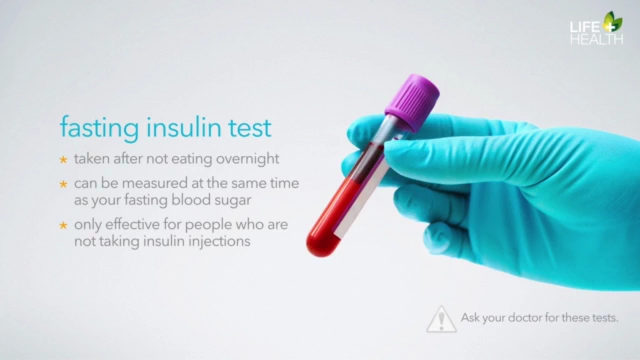 LIFE +
HEALTH
fasting insulin test
★ taken after not eating overnight
★ can be measured at the same time
as your fasting blood sugar
★ only effective for people who are
not taking insulin injections
Ask your doctor for these tests.